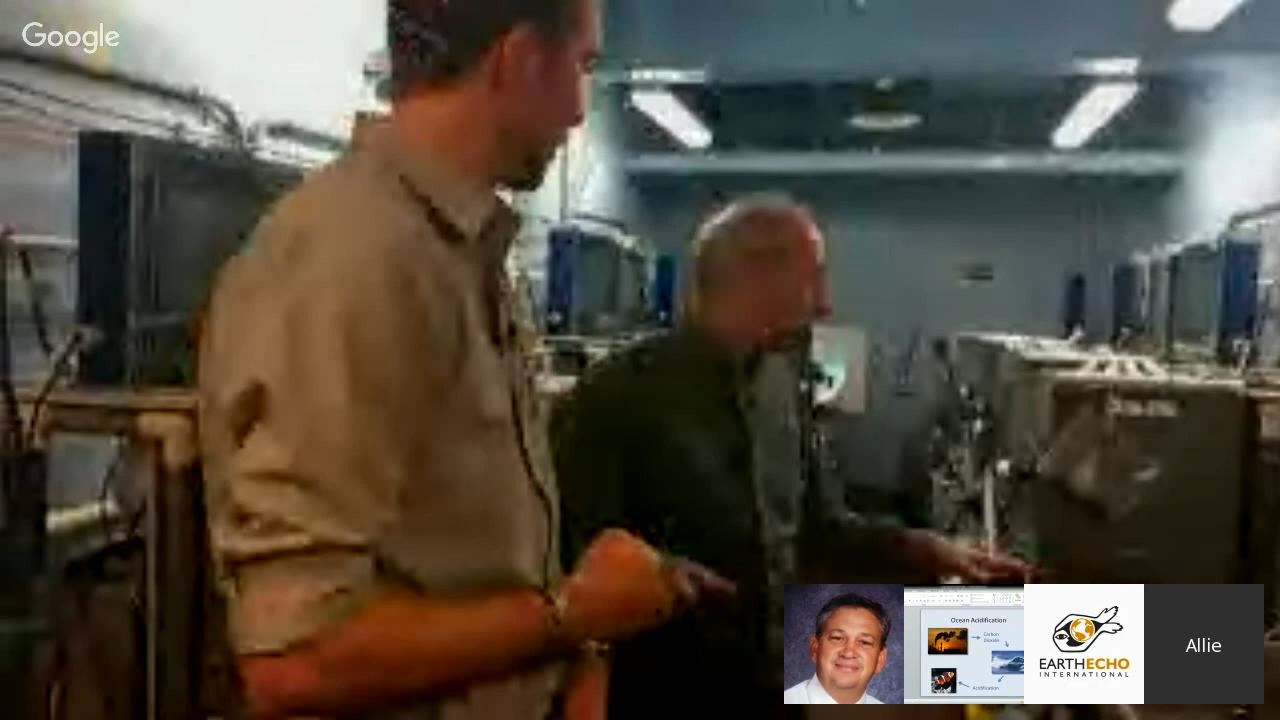 Google
Ocean Acidification
Carbon
Dioxide
Acidification
EARTHECHO
INTERNATIONAL
Allie